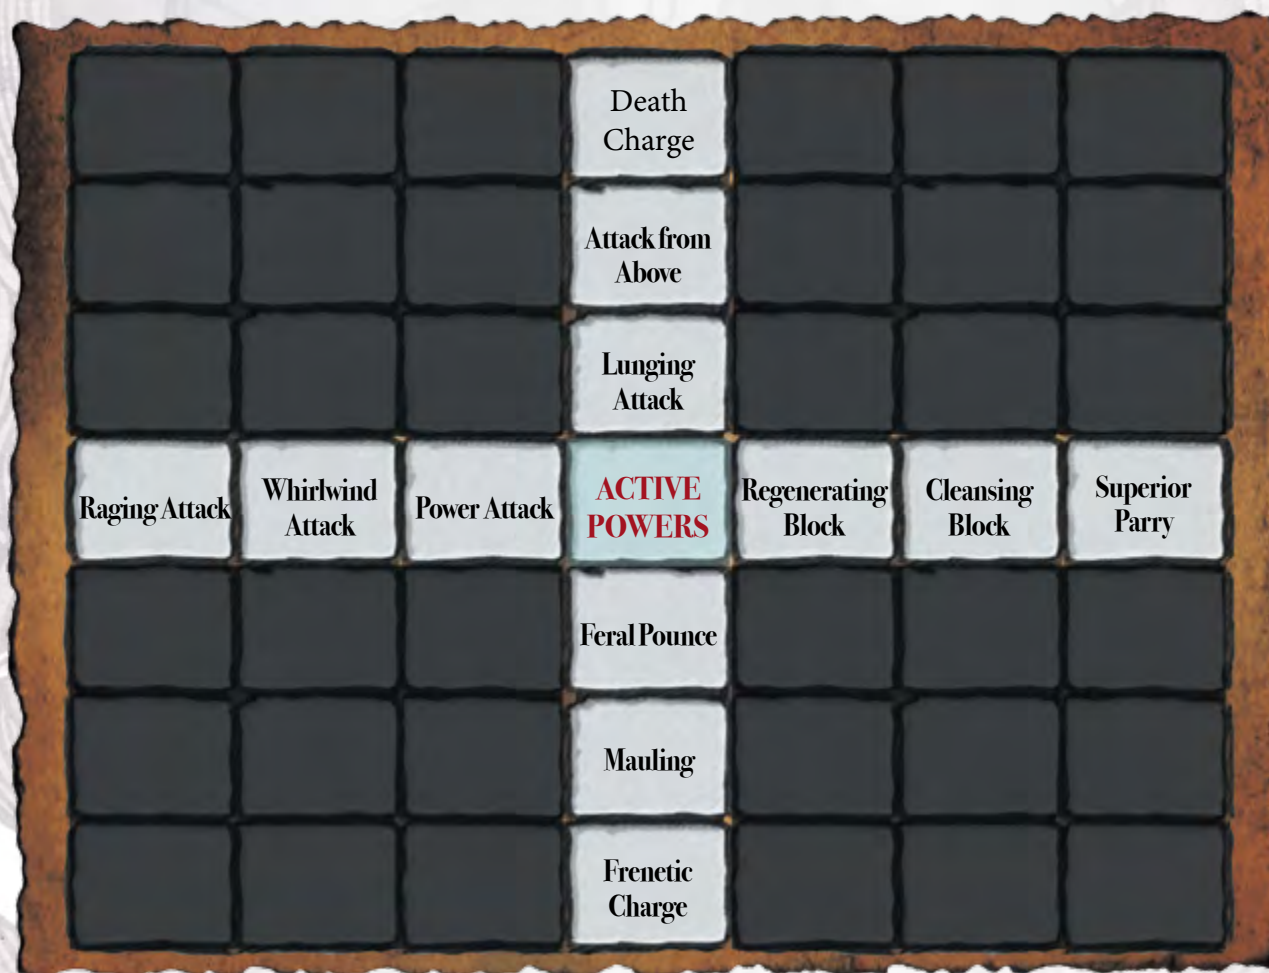 Death
Charge
Attack from
Above
Lunging
Attack
Raging Attack
Whirlwind
Attack
Power Attack
ACTIVE
POWERS
Regenerating
Block
Cleansing
Block
Superior
Parry
Feral Pounce
Mauling
Frenetic
Charge